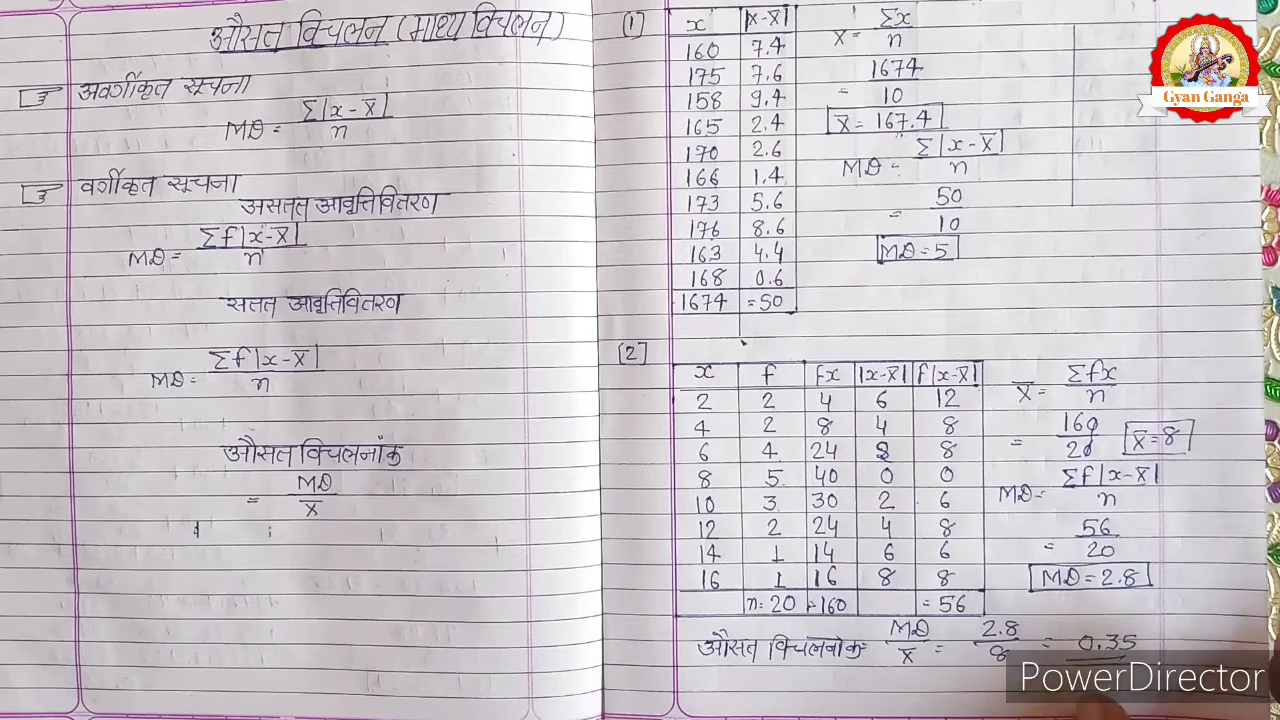 औसत विचलन (माध्य विचलन)
अवर्गीकृत सूचना
MD = Σ|x-x̄| / n
वर्गीकृत सूचना
असतत आवृत्तिवितरण
MD = Σf|x-x̄| / n
सतत आवृत्तिवितरण
MD = Σf|x-x̄| / n
औसत विचलनांक
= MD / x̄
(1)
x |x-x̄|
160 7.4
175 7.6
158 9.4
165 2.4
170 2.6
166 1.4
173 5.6
176 8.6
163 4.4
168 0.6
1674 = 50
x̄ = Σx / n
= 1674 / 10
x̄ = 167.4
MD = Σ|x-x̄| / n
= 50 / 10
MD = 5
[2]
x f fx |x-x̄| f|x-x̄|
2 2 4 6 12
4 2 8 4 8
6 4 24 2 8
8 5 40 0 0
10 3 30 2 6
12 2 24 4 8
14 1 14 6 6
16 1 16 8 8
n = 20 = 160 = 56
x̄ = Σfx / n
= 160 / 20 x̄ = 8
MD = Σf|x-x̄| / n
= 56 / 20
MD = 2.8
औसत विचलनांक = MD / x̄ = 2.8 / 8 = 0.35
Gyan Ganga
PowerDirector